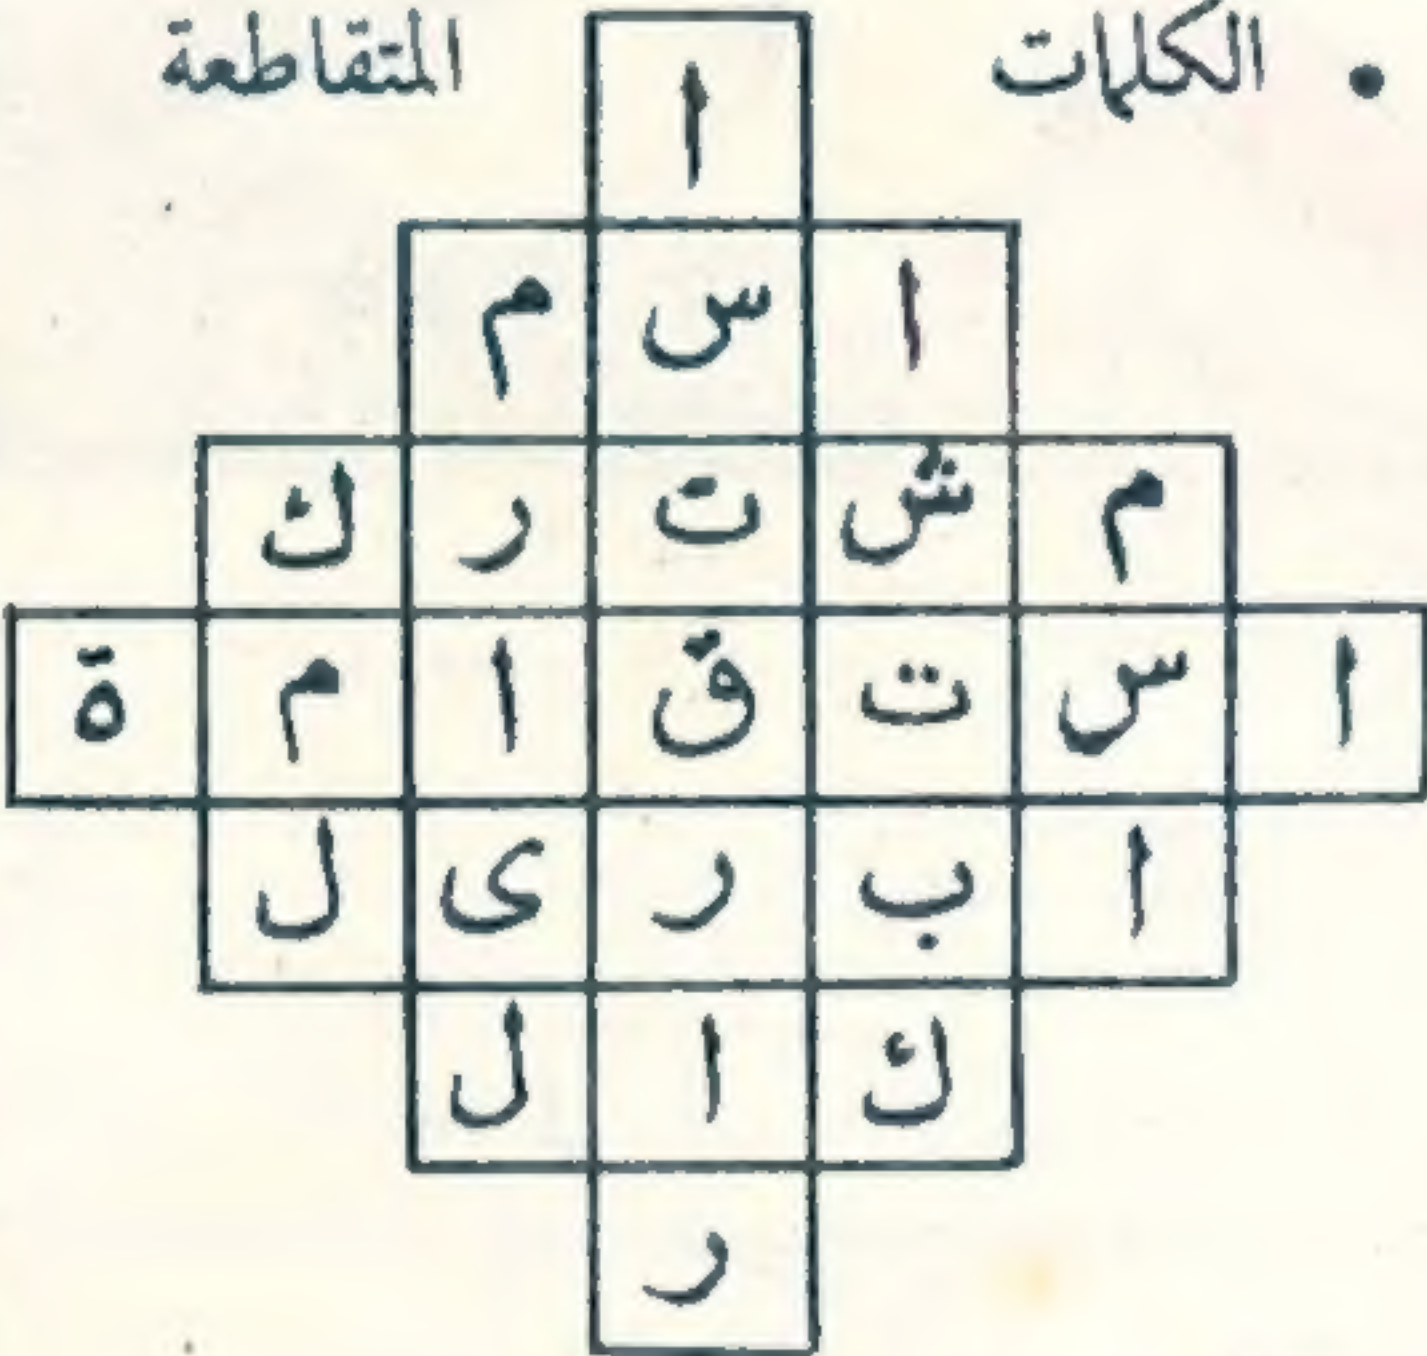 • الكلمات المتقاطعة
ا
ا س م
م ش ت ر ك
ا س ت ق ا م ة
ا ب ر ى ل
ك ا ل
ر